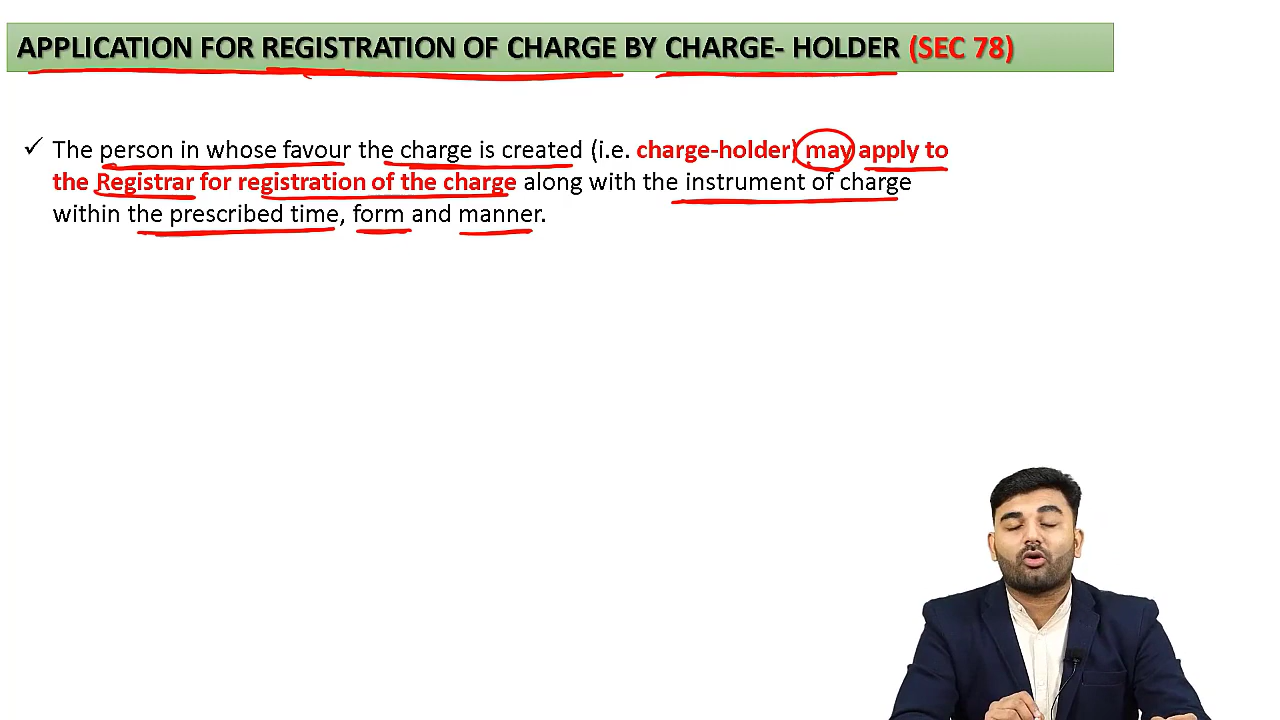 APPLICATION FOR REGISTRATION OF CHARGE BY CHARGE- HOLDER (SEC 78)
✓ The person in whose favour the charge is created (i.e. charge-holder) may apply to
the Registrar for registration of the charge along with the instrument of charge
within the prescribed time, form and manner.